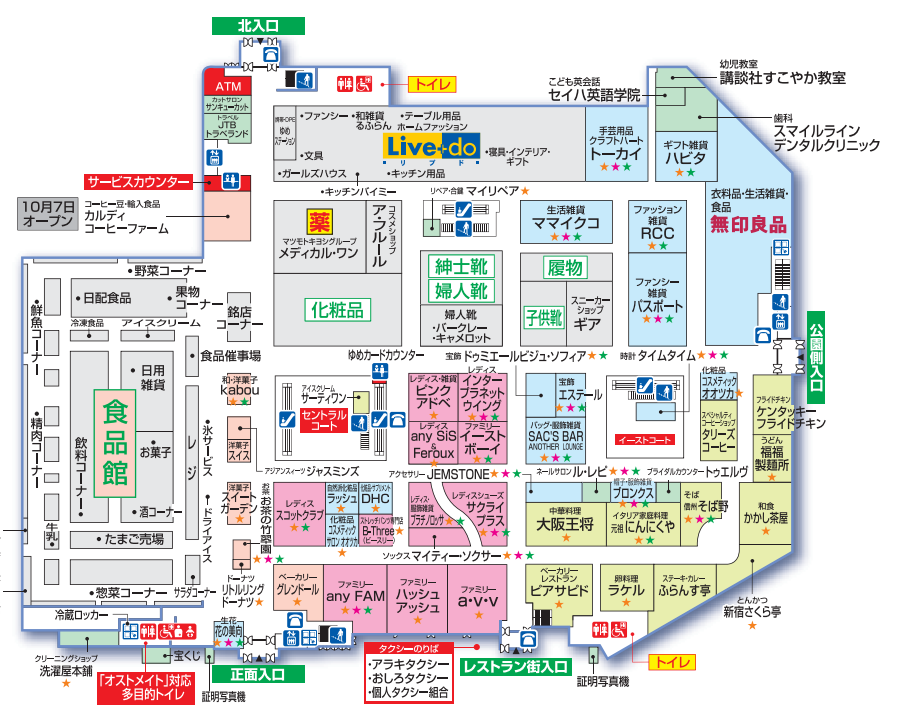 北入口
ATM
カットサロン
サンキューカット
トラベル
JTB
トラベランド
トイレ
サービスカウンター
10月7日
オープン
コーヒー豆・輸入食品
カルディ
コーヒーファーム
幼児教室
講談社すこやか教室
こども英会話
セイハ英語学院
歯科
スマイルライン
デンタルクリニック
携帯・DPE
ゆめ
ステーション
・ファンシー
・和雑貨
るふらん
・テーブル用品
ホームファッション
Live+do
リブド
・文具
・ガールズハウス
・寝具・インテリア・
ギフト
・キッチン用品
・キッチンバイミー
手芸用品
クラフトハート
トーカイ
★★★
ギフト雑貨
ハピタ
★★
リペア・合鍵 マイリペア★
衣料品・生活雑貨・
食品
無印良品
薬
マツモトキヨシグループ
メディカル・ワン
コスメショップ
ア・フルール
化粧品
紳士靴
婦人靴
婦人靴
・バークレー
・キャメロット
生活雑貨
ママイクコ
★★★
履物
子供靴
スニーカー
ショップ
ギア
ファッション
雑貨
RCC
★★
ファンシー
雑貨
パスポート
★★★
公園側入口
・野菜コーナー
・日配食品
果物
コーナー
・鮮魚コーナー
冷凍食品
アイスクリーム
銘店
コーナー
・食品催事場
・日用
雑貨
食品館
・精肉コーナー
飲料コーナー・
・お菓子
レジ
・酒コーナー
・氷サービス
・ドライアイス
・牛乳
・たまご売場
・惣菜コーナー
サラダコーナー
冷蔵ロッカー
ゆめカードカウンター
宝飾 ドゥミエールビジュ・ソフィア★★
時計 タイムタイム★★★
和・洋菓子
kabou
★★
洋菓子
スイス
洋菓子
スイート
ガーデン
★
アイスクリーム
サーティワン
セントラル
コート
アジアンスイーツ ジャスミンズ
お茶
お茶の竹翠園
★★★
ドーナツ
リトルリング
ドーナツ★
レディス・雑貨
ピンク
アドベ
★
レディス
インター
プラネット
ウイング
★★
レディス
any SiS
&
Feroux
★
ファミリー
イースト
ボーイ
★★
宝飾
エステール
★★★
バッグ・服飾雑貨
SAC'S BAR
ANOTHER LOUNGE
★★
イーストコート
化粧品
コスメティック
オオツカ★
★
スペシャルティ
コーヒーショップ
タリーズ
コーヒー
フライドチキン
ケンタッキー
フライドチキン
うどん
福福
製麵所
★
アクセサリー JEMSTONE★★★
ネールサロン ル・レビ★★★
ブライダルカウンター トゥエルヴ
レディス
スコットクラブ
★★
自然派化粧品
ラッシュ
★★
化粧品・サプリメント
DHC
★★
化粧品
コスメティック
サロン オオツカ
★★
ストレッチパンツ専門店
B-Three
(ビースリー)
★★
レディス・
服飾雑貨
プラチノロッサ
★★
レディスシューズ
サクライ
プラス
★★
帽子・服飾雑貨
ブロンクス
★★★
中華料理
大阪王将
★
イタリア家庭料理
元祖 にんにくや
★★
そば
信州 そば野
★★
和食
かかし茶屋
★
ソックス マイティー・ソクサー★★★
ベーカリー
グレンドール
★
ファミリー
any FAM
★★★
ファミリー
ハッシュ
アッシュ
★
ファミリー
a・v・v
★
ベーカリー
レストラン
ピアサピド
★
卵料理
ラケル
★
ステーキ・カレー
ふらんす亭
★
とんかつ
新宿さくら亭
★
クリーニングショップ
洗濯屋本舗
★
「オストメイト」対応
多目的トイレ
宝くじ
証明写真機
生花
花の美向
★★★
正面入口
タクシーのりば
・アラキタクシー
・おしろタクシー
・個人タクシー組合
レストラン街入口
証明写真機
トイレ